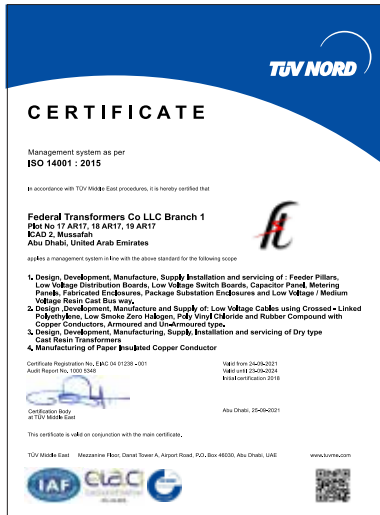 TÜV NORD
CERTIFICATE
Management system as per
ISO 14001 : 2015
In accordance with TÜV Middle East procedures, it is hereby certified that
Federal Transformers Co LLC Branch 1
Plot No 17 AR17, 18 AR17, 19 AR17
ICAD 2, Mussafah
Abu Dhabi, United Arab Emirates
ft
applies a management system in line with the above standard for the following scope
1. Design, Development, Manufacture, Supply Installation and servicing of : Feeder Pillars,
Low Voltage Distribution Boards, Low Voltage Switch Boards, Capacitor Panel, Metering
Panels, Fabricated Enclosures, Package Substation Enclosures and Low Voltage / Medium
Voltage Resin Cast Bus way.
2. Design ,Development, Manufacture and Supply of: Low Voltage Cables using Crossed - Linked
Polyethylene, Low Smoke Zero Halogen, Poly Vinyl Chloride and Rubber Compound with
Copper Conductors, Armoured and Un-Armoured type.
3. Design, Development, Manufacturing, Supply, Installation and servicing of Dry type
Cast Resin Transformers
4. Manufacturing of Paper Insulated Copper Conductor
Certificate Registration No. EIAC 04 01238 - 001
Audit Report No. 1000 5348
Valid from 24-09-2021
Valid until 23-09-2024
Initial certification 2018
Certification Body
at TÜV Middle East
Abu Dhabi, 25-09-2021
This certificate is valid on conjunction with the main certificate.
TÜV Middle East Mezzanine Floor, Danat Tower A, Airport Road, P.O. Box 46030, Abu Dhabi, UAE www.tuvme.com
IAF
eiac